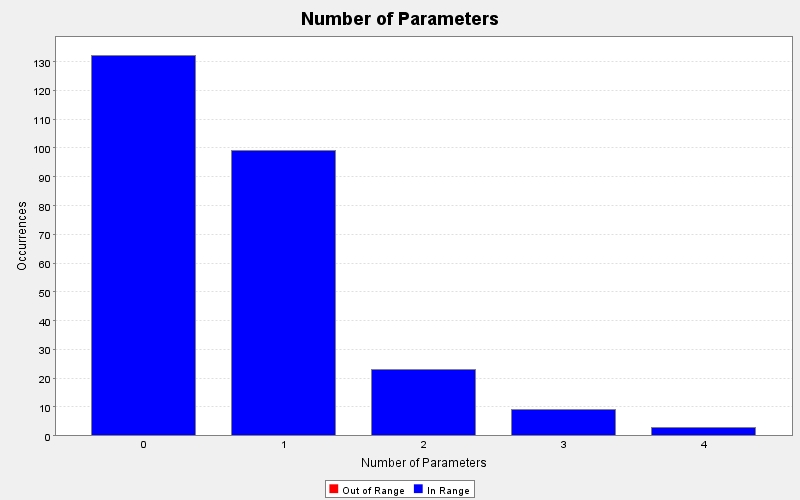 Number of Parameters
130
120
110
100
90
80
70
60
50
40
30
20
10
0
Occurrences
0 1 2 3 4
Number of Parameters
Out of Range In Range